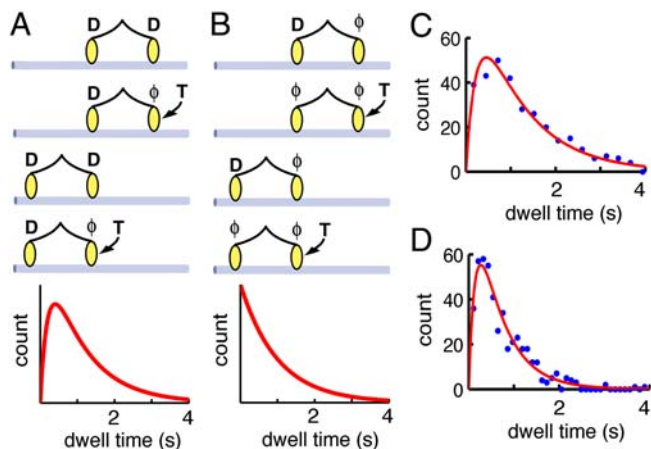 A
D D
D ϕ T
D D
D ϕ T
count
2 4
dwell time (s)
B
D ϕ
ϕ ϕ T
D ϕ
ϕ ϕ T
count
2 4
dwell time (s)
C
60
40
20
0
count
2 4
dwell time (s)
D
60
40
20
0
count
0 2 4
dwell time (s)